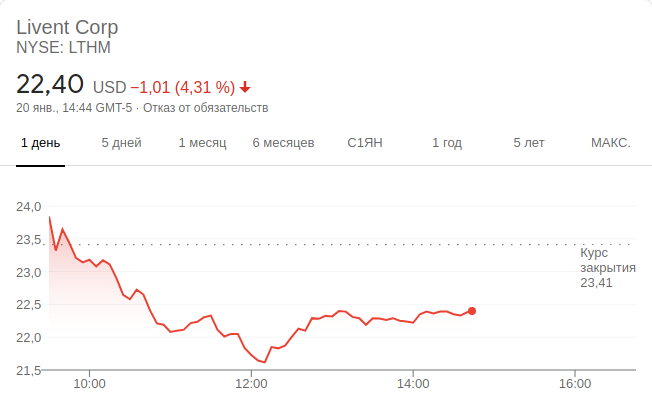 Livent Corp
NYSE: LTHM
22,40 USD −1,01 (4,31 %)
20 янв., 14:44 GMT-5 · Отказ от обязательств
1 день 5 дней 1 месяц 6 месяцев С1ЯН 1 год 5 лет МАКС.
24,0
23,5
Курс
закрытия
23,41
23,0
22,5
22,0
21,5
10:00 12:00 14:00 16:00